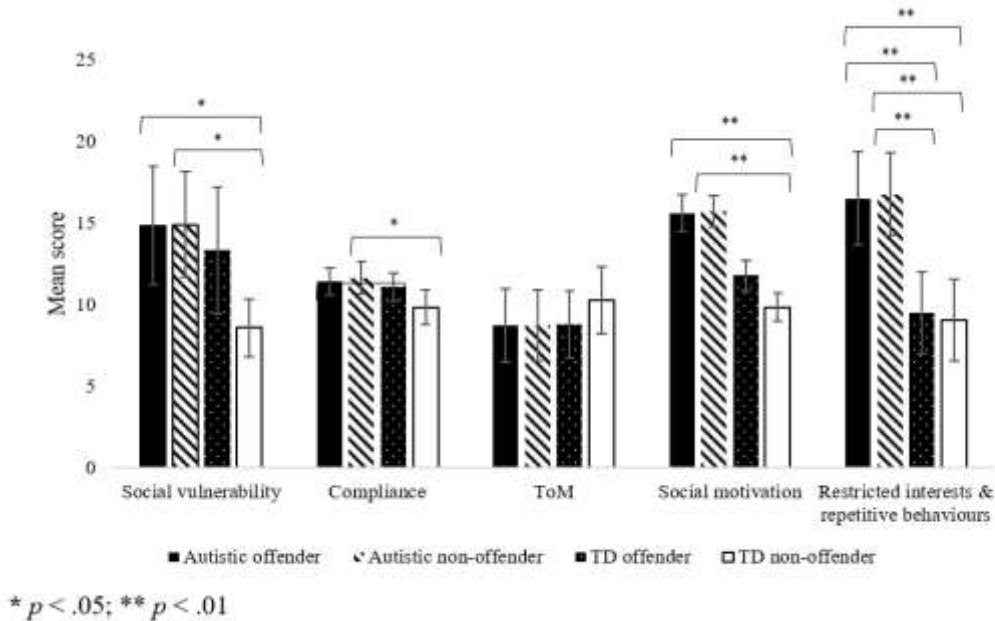 **
25
**
**
*
20
**
**
*
**
15
*
Mean score
10
5
0
Social vulnerability
Compliance
ToM
Social motivation
Restricted interests &
repetitive behaviours
Autistic offender
Autistic non-offender
TD offender
TD non-offender
* p < .05; ** p < .01